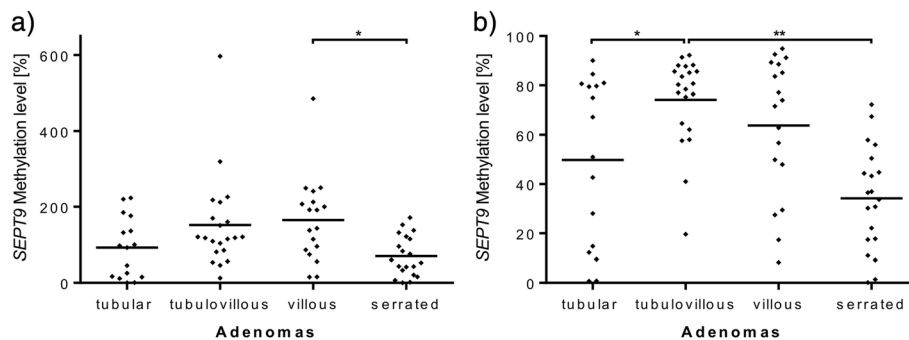 a)
SEPT9 Methylation level [%]
600
400
200
0
*
tubular tubulovillous villous serrated
Adenomas
b)
SEPT9 Methylation level [%]
100
80
60
40
20
0
*
**
tubular tubulovillous villous serrated
Adenomas